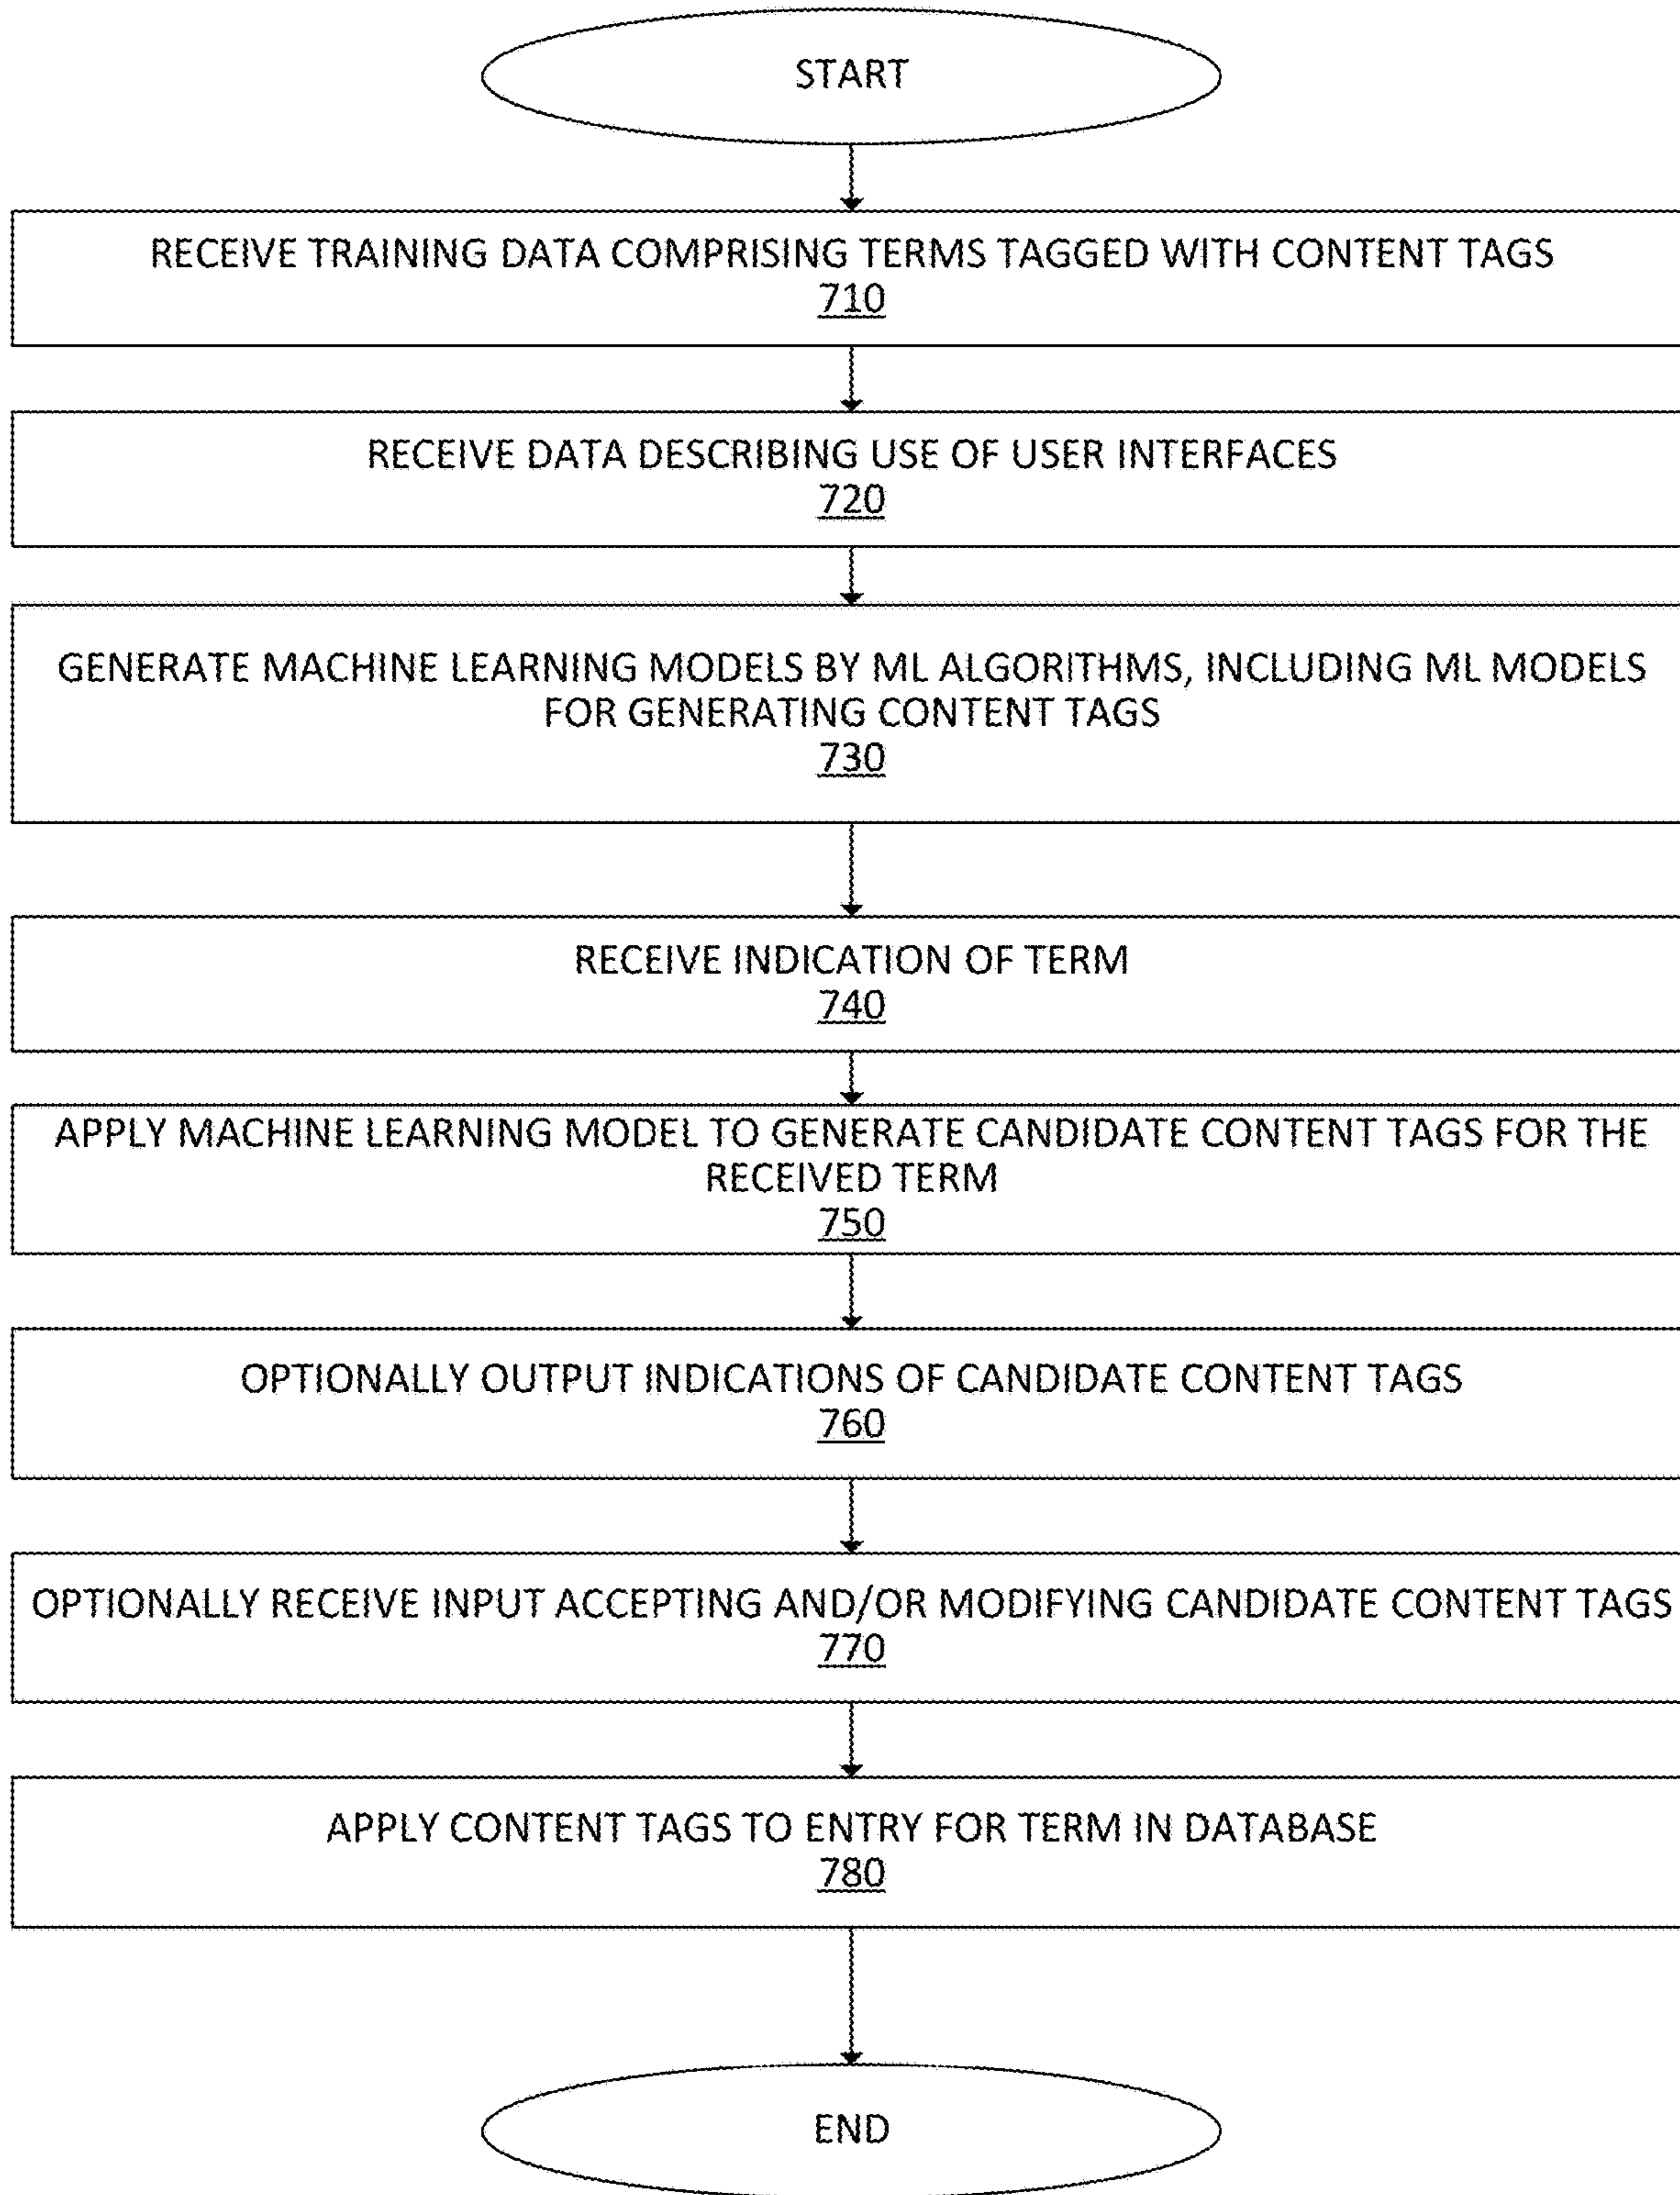 START
RECEIVE TRAINING DATA COMPRISING TERMS TAGGED WITH CONTENT TAGS
710
RECEIVE DATA DESCRIBING USE OF USER INTERFACES
720
GENERATE MACHINE LEARNING MODELS BY ML ALGORITHMS, INCLUDING ML MODELS
FOR GENERATING CONTENT TAGS
730
RECEIVE INDICATION OF TERM
740
APPLY MACHINE LEARNING MODEL TO GENERATE CANDIDATE CONTENT TAGS FOR THE
RECEIVED TERM
750
OPTIONALLY OUTPUT INDICATIONS OF CANDIDATE CONTENT TAGS
760
OPTIONALLY RECEIVE INPUT ACCEPTING AND/OR MODIFYING CANDIDATE CONTENT TAGS
770
APPLY CONTENT TAGS TO ENTRY FOR TERM IN DATABASE
780
END